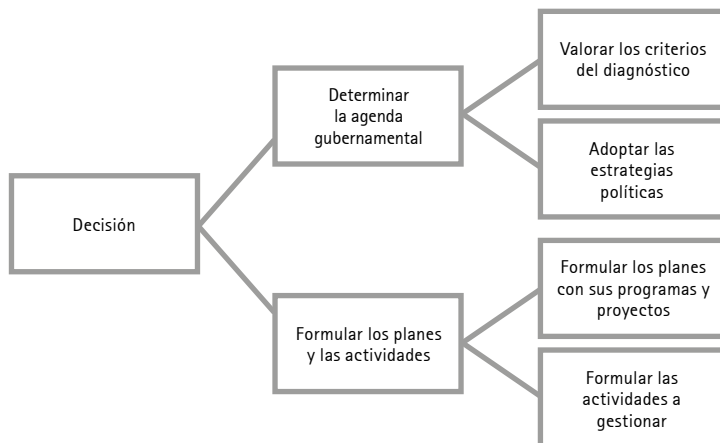 Decisión
Determinar
la agenda
gubernamental
Valorar los criterios
del diagnóstico
Adoptar las
estrategias
políticas
Formular los planes
y las actividades
Formular los planes
con sus programas y
proyectos
Formular las
actividades a
gestionar